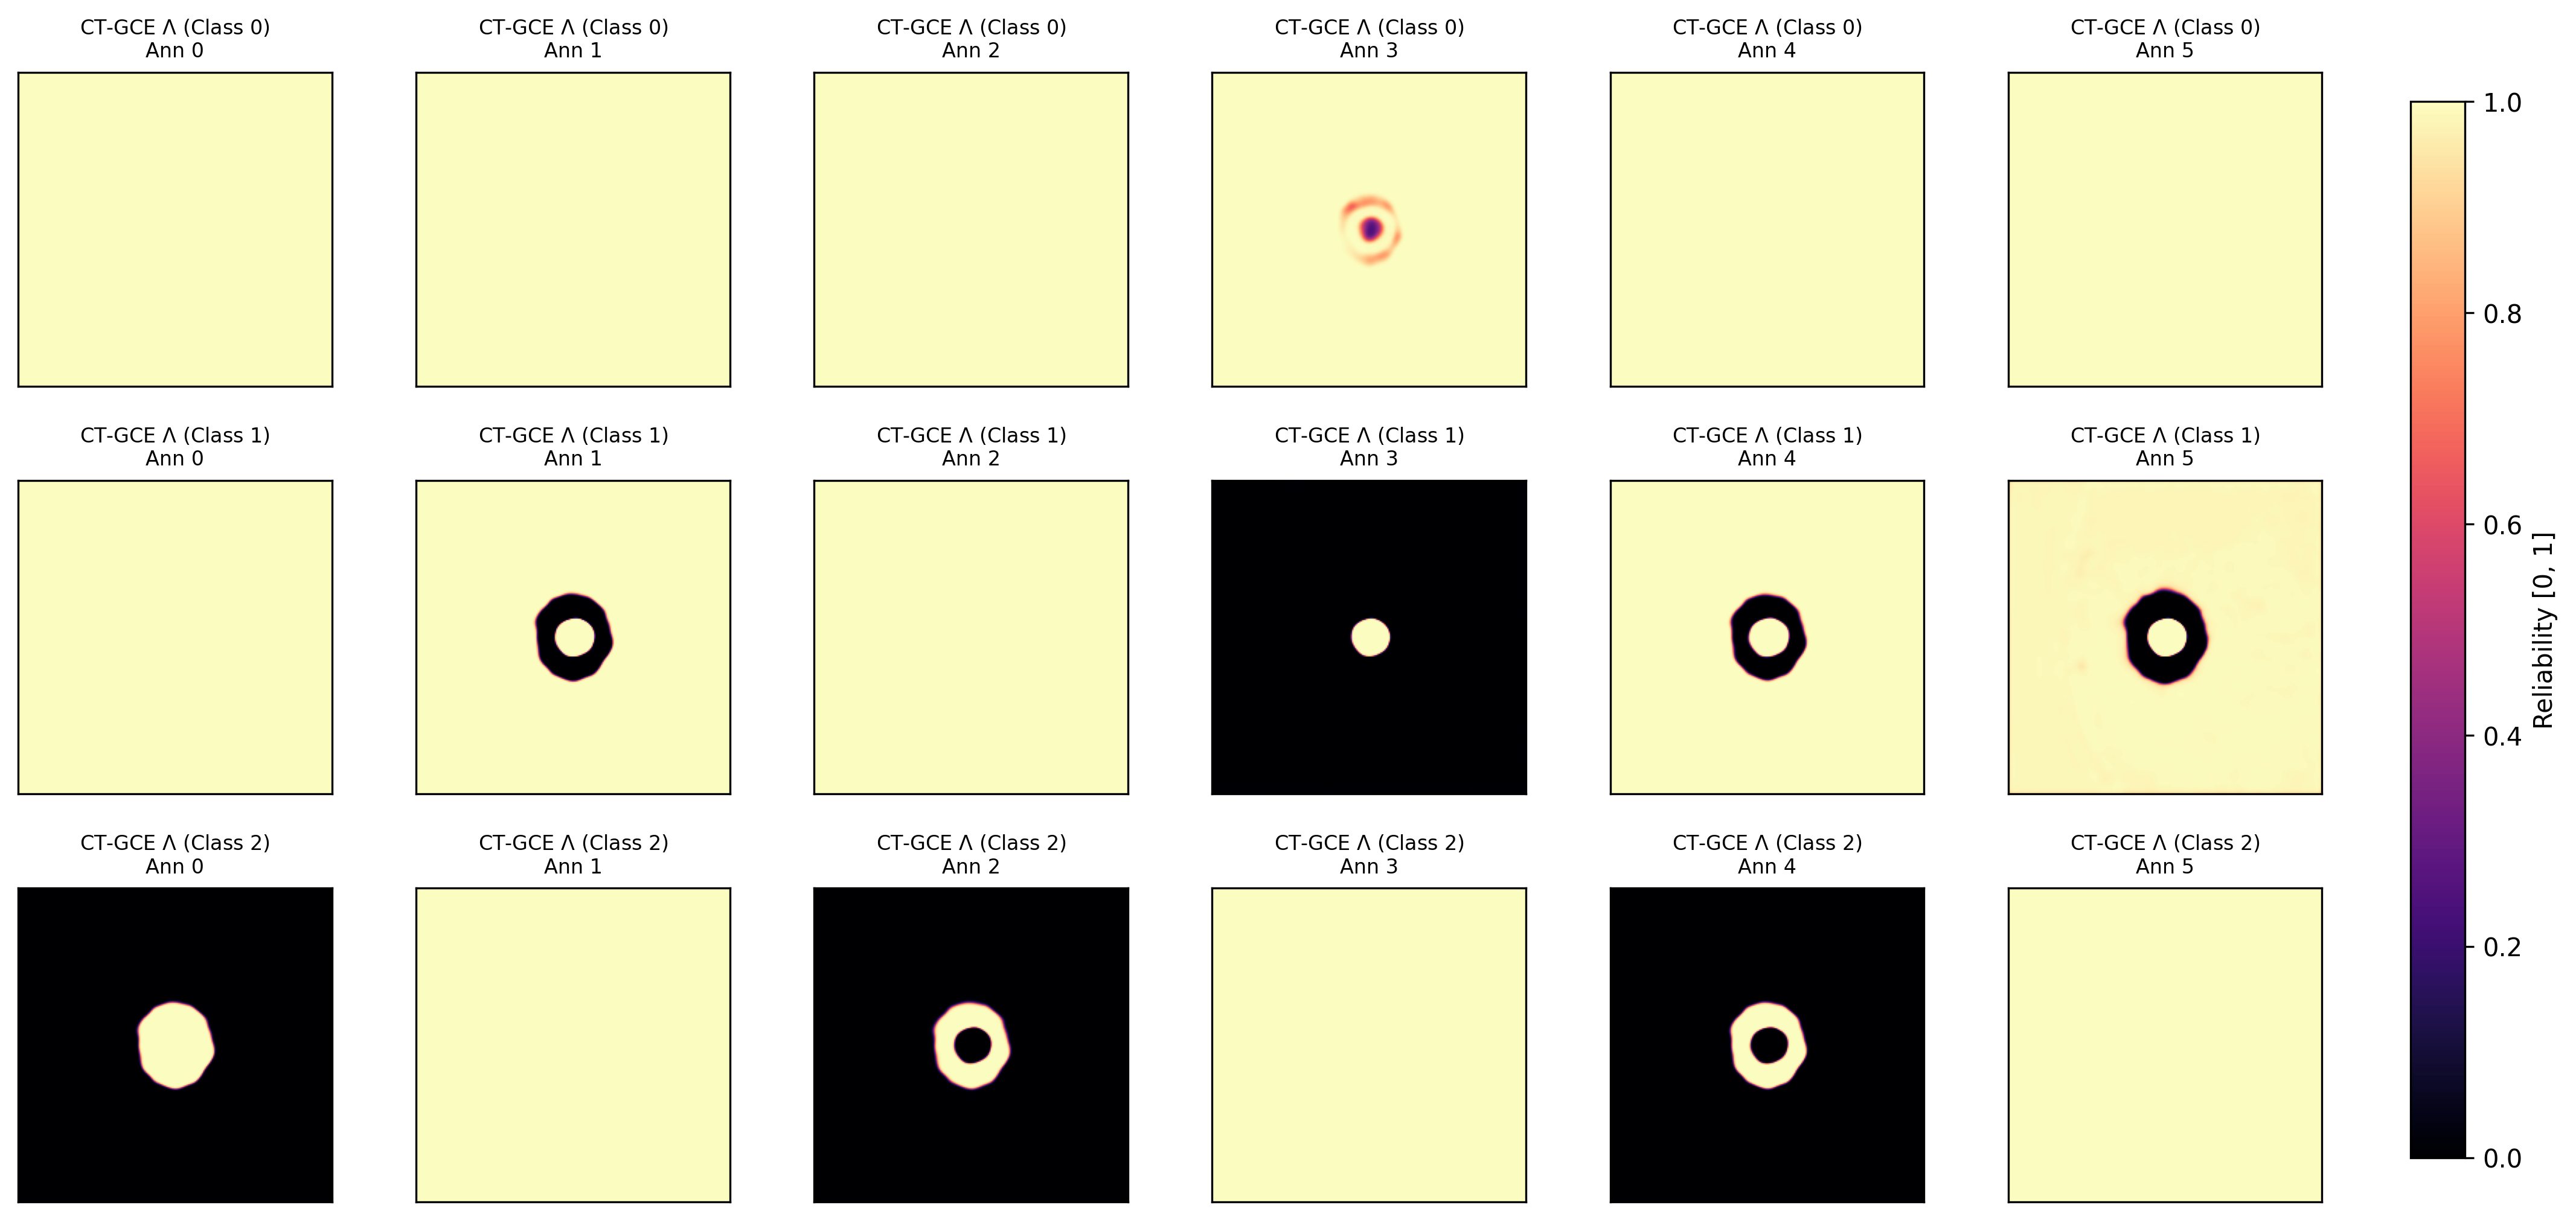 CT-GCE Λ (Class 0)
Ann 0
CT-GCE Λ (Class 0)
Ann 1
CT-GCE Λ (Class 0)
Ann 2
CT-GCE Λ (Class 0)
Ann 3
CT-GCE Λ (Class 0)
Ann 4
CT-GCE Λ (Class 0)
Ann 5
CT-GCE Λ (Class 1)
Ann 0
CT-GCE Λ (Class 1)
Ann 1
CT-GCE Λ (Class 1)
Ann 2
CT-GCE Λ (Class 1)
Ann 3
CT-GCE Λ (Class 1)
Ann 4
CT-GCE Λ (Class 1)
Ann 5
CT-GCE Λ (Class 2)
Ann 0
CT-GCE Λ (Class 2)
Ann 1
CT-GCE Λ (Class 2)
Ann 2
CT-GCE Λ (Class 2)
Ann 3
CT-GCE Λ (Class 2)
Ann 4
CT-GCE Λ (Class 2)
Ann 5
1.0
0.8
0.6
0.4
0.2
0.0
Reliability [0, 1]